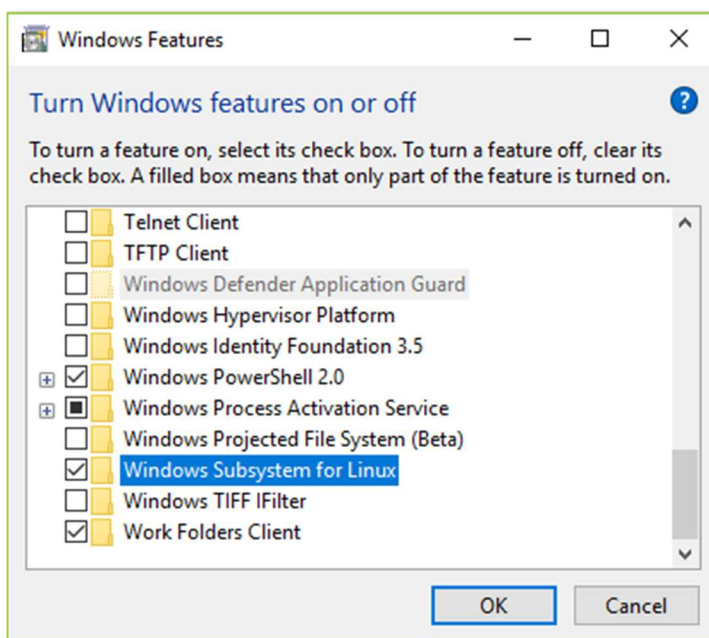 Windows Features
Turn Windows features on or off
To turn a feature on, select its check box. To turn a feature off, clear its
check box. A filled box means that only part of the feature is turned on.
Telnet Client
TFTP Client
Windows Defender Application Guard
Windows Hypervisor Platform
Windows Identity Foundation 3.5
Windows PowerShell 2.0
Windows Process Activation Service
Windows Projected File System (Beta)
Windows Subsystem for Linux
Windows TIFF IFilter
Work Folders Client
OK Cancel